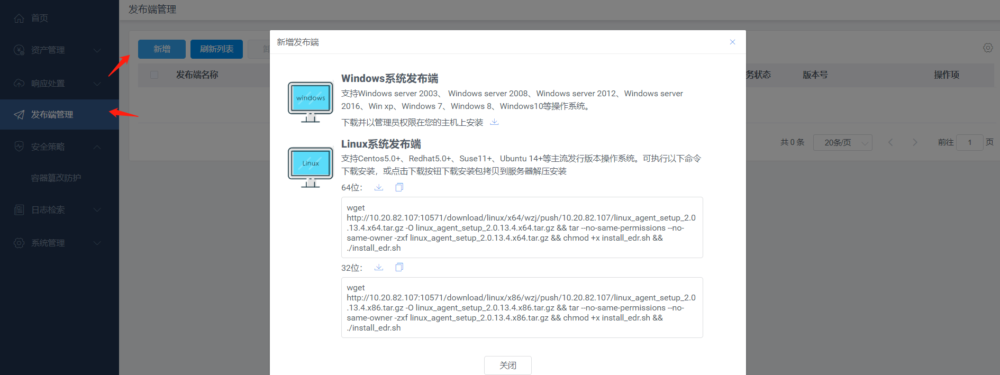 首页
资产管理
响应处置
发布端管理
安全策略
容器篡改防护
日志检索
系统管理
发布端管理
新增
刷新列表
发布端名称
务状态
版本号
操作项
共 0 条
20条/页
前往
1
页
新增发布端
windows
Windows系统发布端
支持Windows server 2003、 Windows server 2008、Windows server 2012、Windows server
2016、Win xp、Windows 7、Windows 8、Windows10等操作系统。
下载并以管理员权限在您的主机上安装
Linux
Linux系统发布端
支持Centos5.0+、Redhat5.0+、Suse11+、Ubuntu 14+等主流发行版本操作系统。可执行以下命令
下载安装，或点击下载按钮下载安装包拷贝到服务器解压安装
64位：
wget
http://10.20.82.107:10571/download/linux/x64/wzj/push/10.20.82.107/linux_agent_setup_2.0
.13.4.x64.tar.gz -O linux_agent_setup_2.0.13.4.x64.tar.gz && tar --no-same-permissions --no-
same-owner -zxf linux_agent_setup_2.0.13.4.x64.tar.gz && chmod +x install_edr.sh &&
./install_edr.sh
32位：
wget
http://10.20.82.107:10571/download/linux/x86/wzj/push/10.20.82.107/linux_agent_setup_2.0
.13.4.x86.tar.gz -O linux_agent_setup_2.0.13.4.x86.tar.gz && tar --no-same-permissions --no-
same-owner -zxf linux_agent_setup_2.0.13.4.x86.tar.gz && chmod +x install_edr.sh &&
./install_edr.sh
关闭